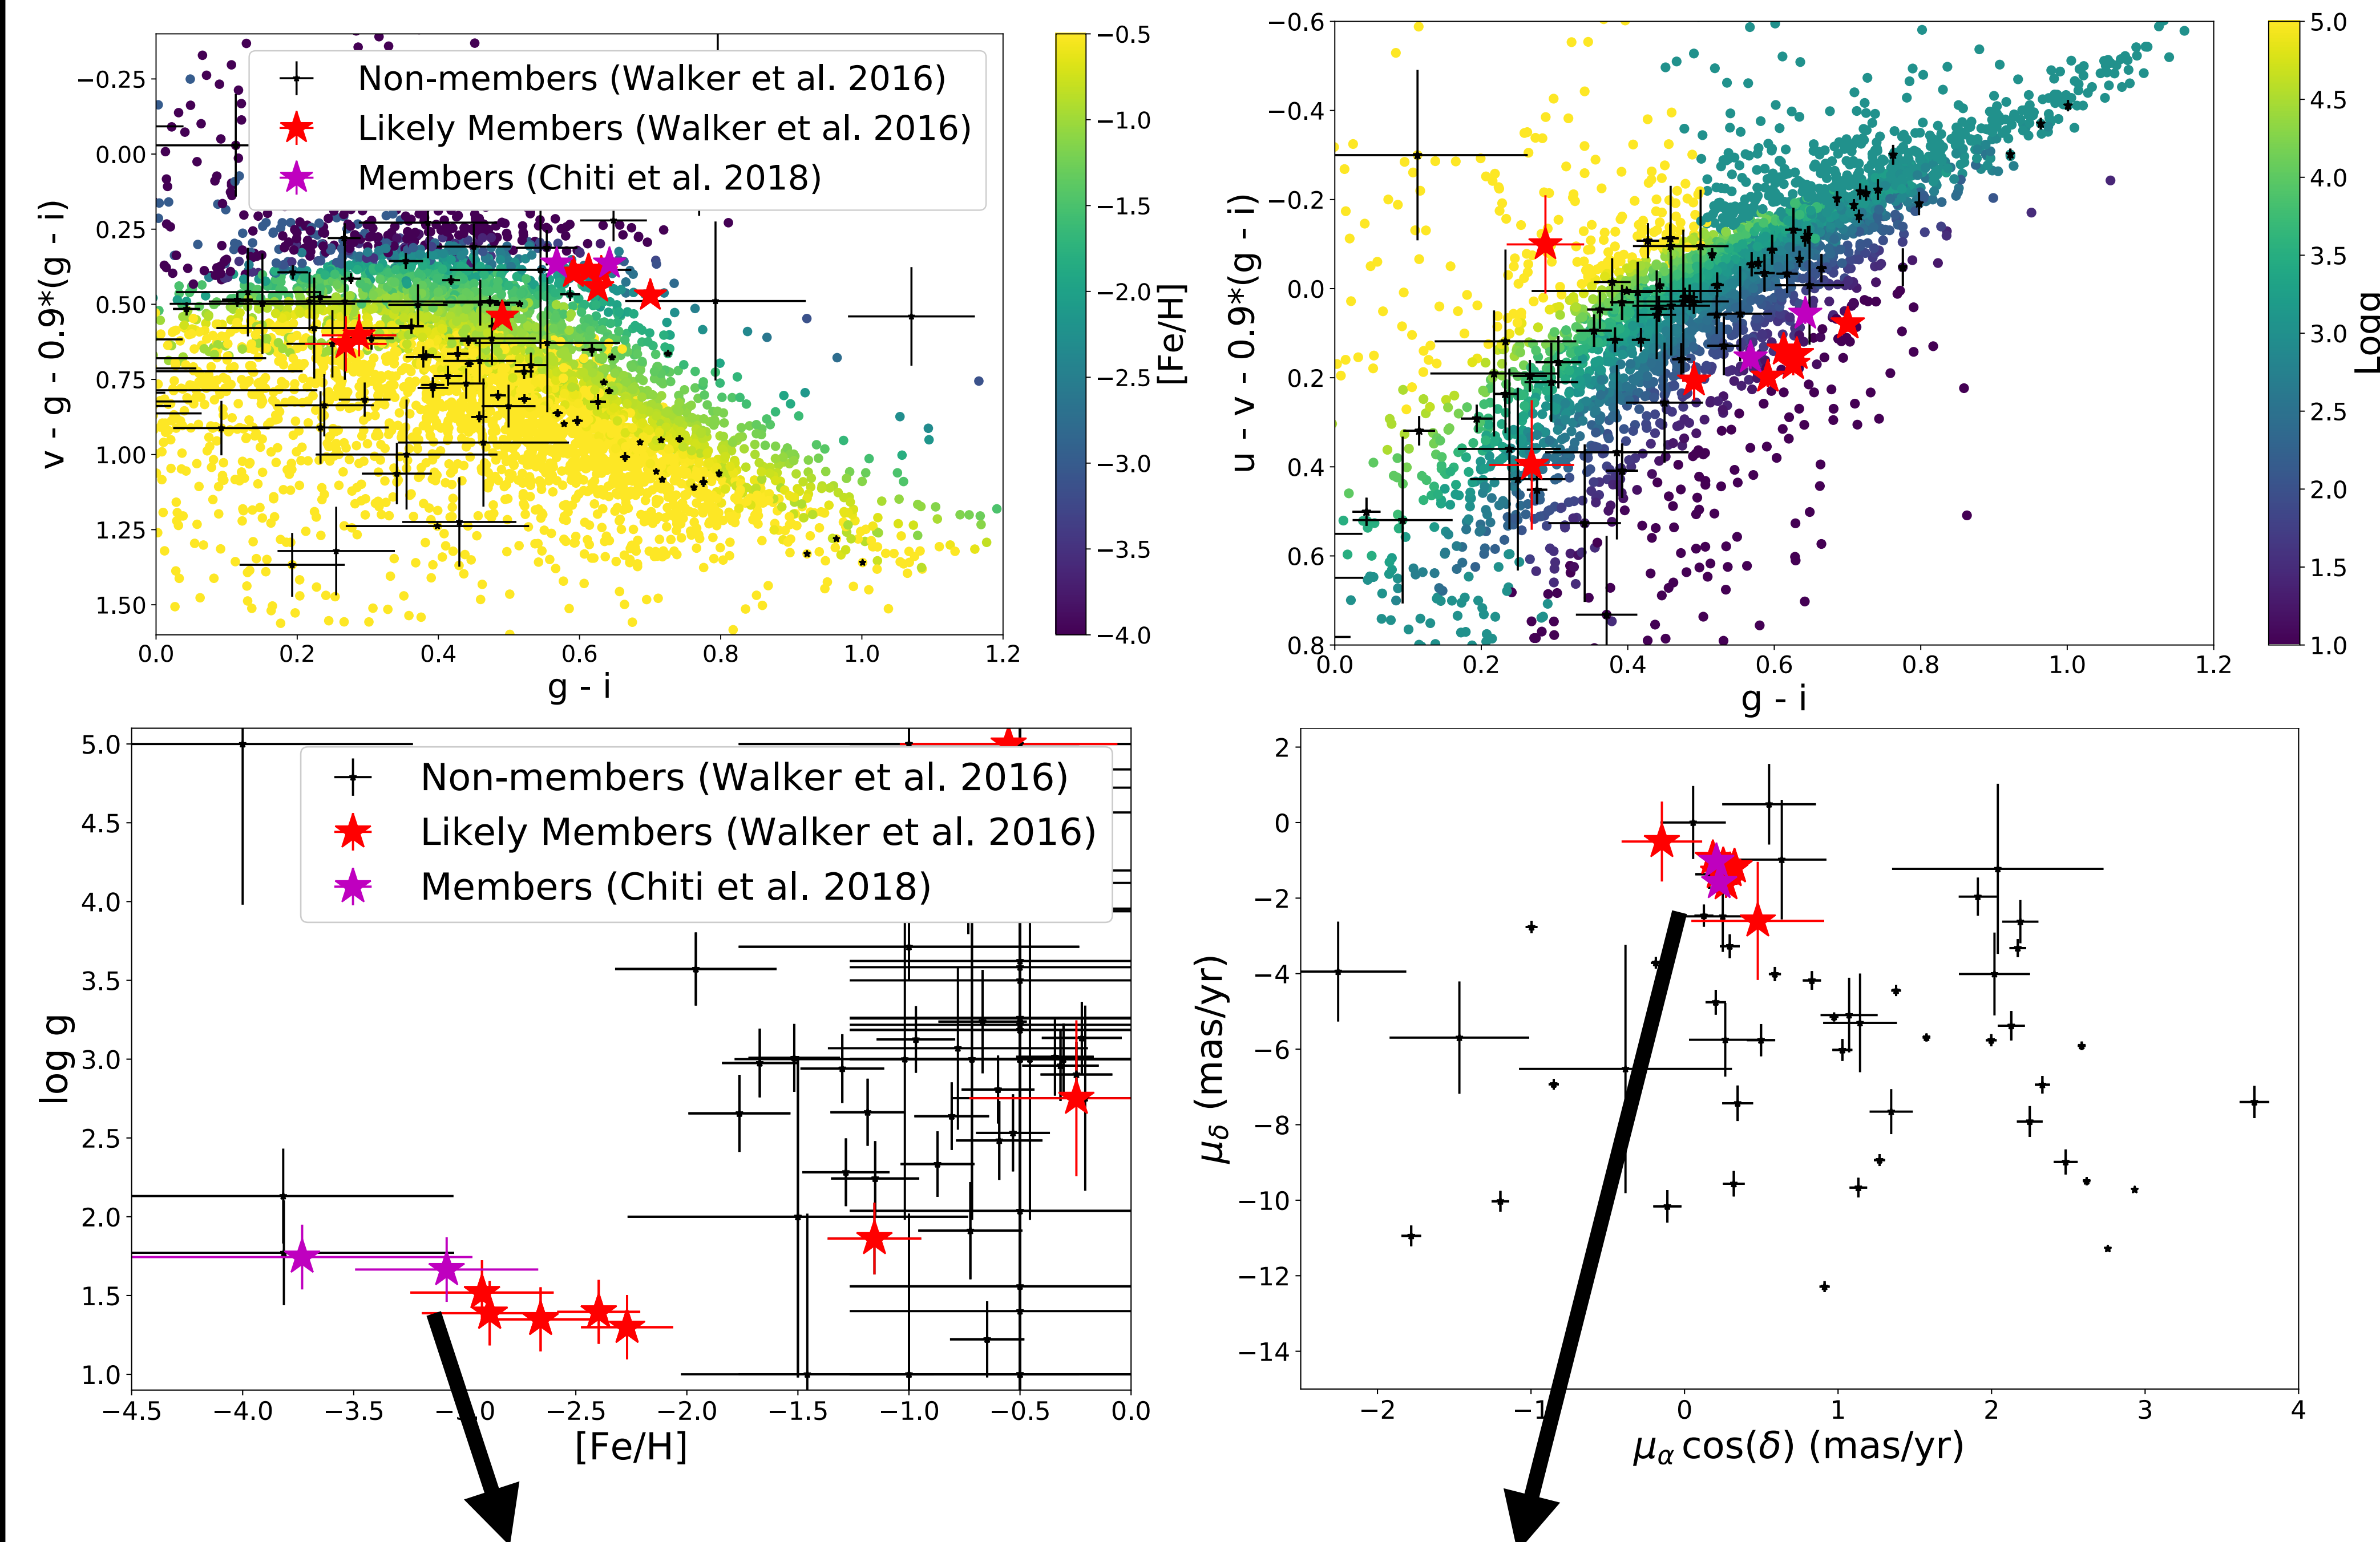 −0.25
0.00
0.25
0.50
0.75
1.00
1.25
1.50
v - g - 0.9*(g - i)
Non-members (Walker et al. 2016)
Likely Members (Walker et al. 2016)
Members (Chiti et al. 2018)
0.0 0.2 0.4 0.6 0.8 1.0 1.2
g - i
−0.5
−1.0
−1.5
−2.0
−2.5
−3.0
−3.5
−4.0
[Fe/H]
−0.6
−0.4
−0.2
0.0
0.2
0.4
0.6
0.8
u - v - 0.9*(g - i)
0.0 0.2 0.4 0.6 0.8 1.0 1.2
g - i
5.0
4.5
4.0
3.5
3.0
2.5
2.0
1.5
1.0
Logg
5.0
4.5
4.0
3.5
3.0
2.5
2.0
1.5
1.0
log g
Non-members (Walker et al. 2016)
Likely Members (Walker et al. 2016)
Members (Chiti et al. 2018)
−4.5 −4.0 −3.5 −3.0 −2.5 −2.0 −1.5 −1.0 −0.5 0.0
[Fe/H]
2
0
−2
−4
−6
−8
−10
−12
−14
μδ (mas/yr)
−2 −1 0 1 2 3 4
μα cos(δ) (mas/yr)